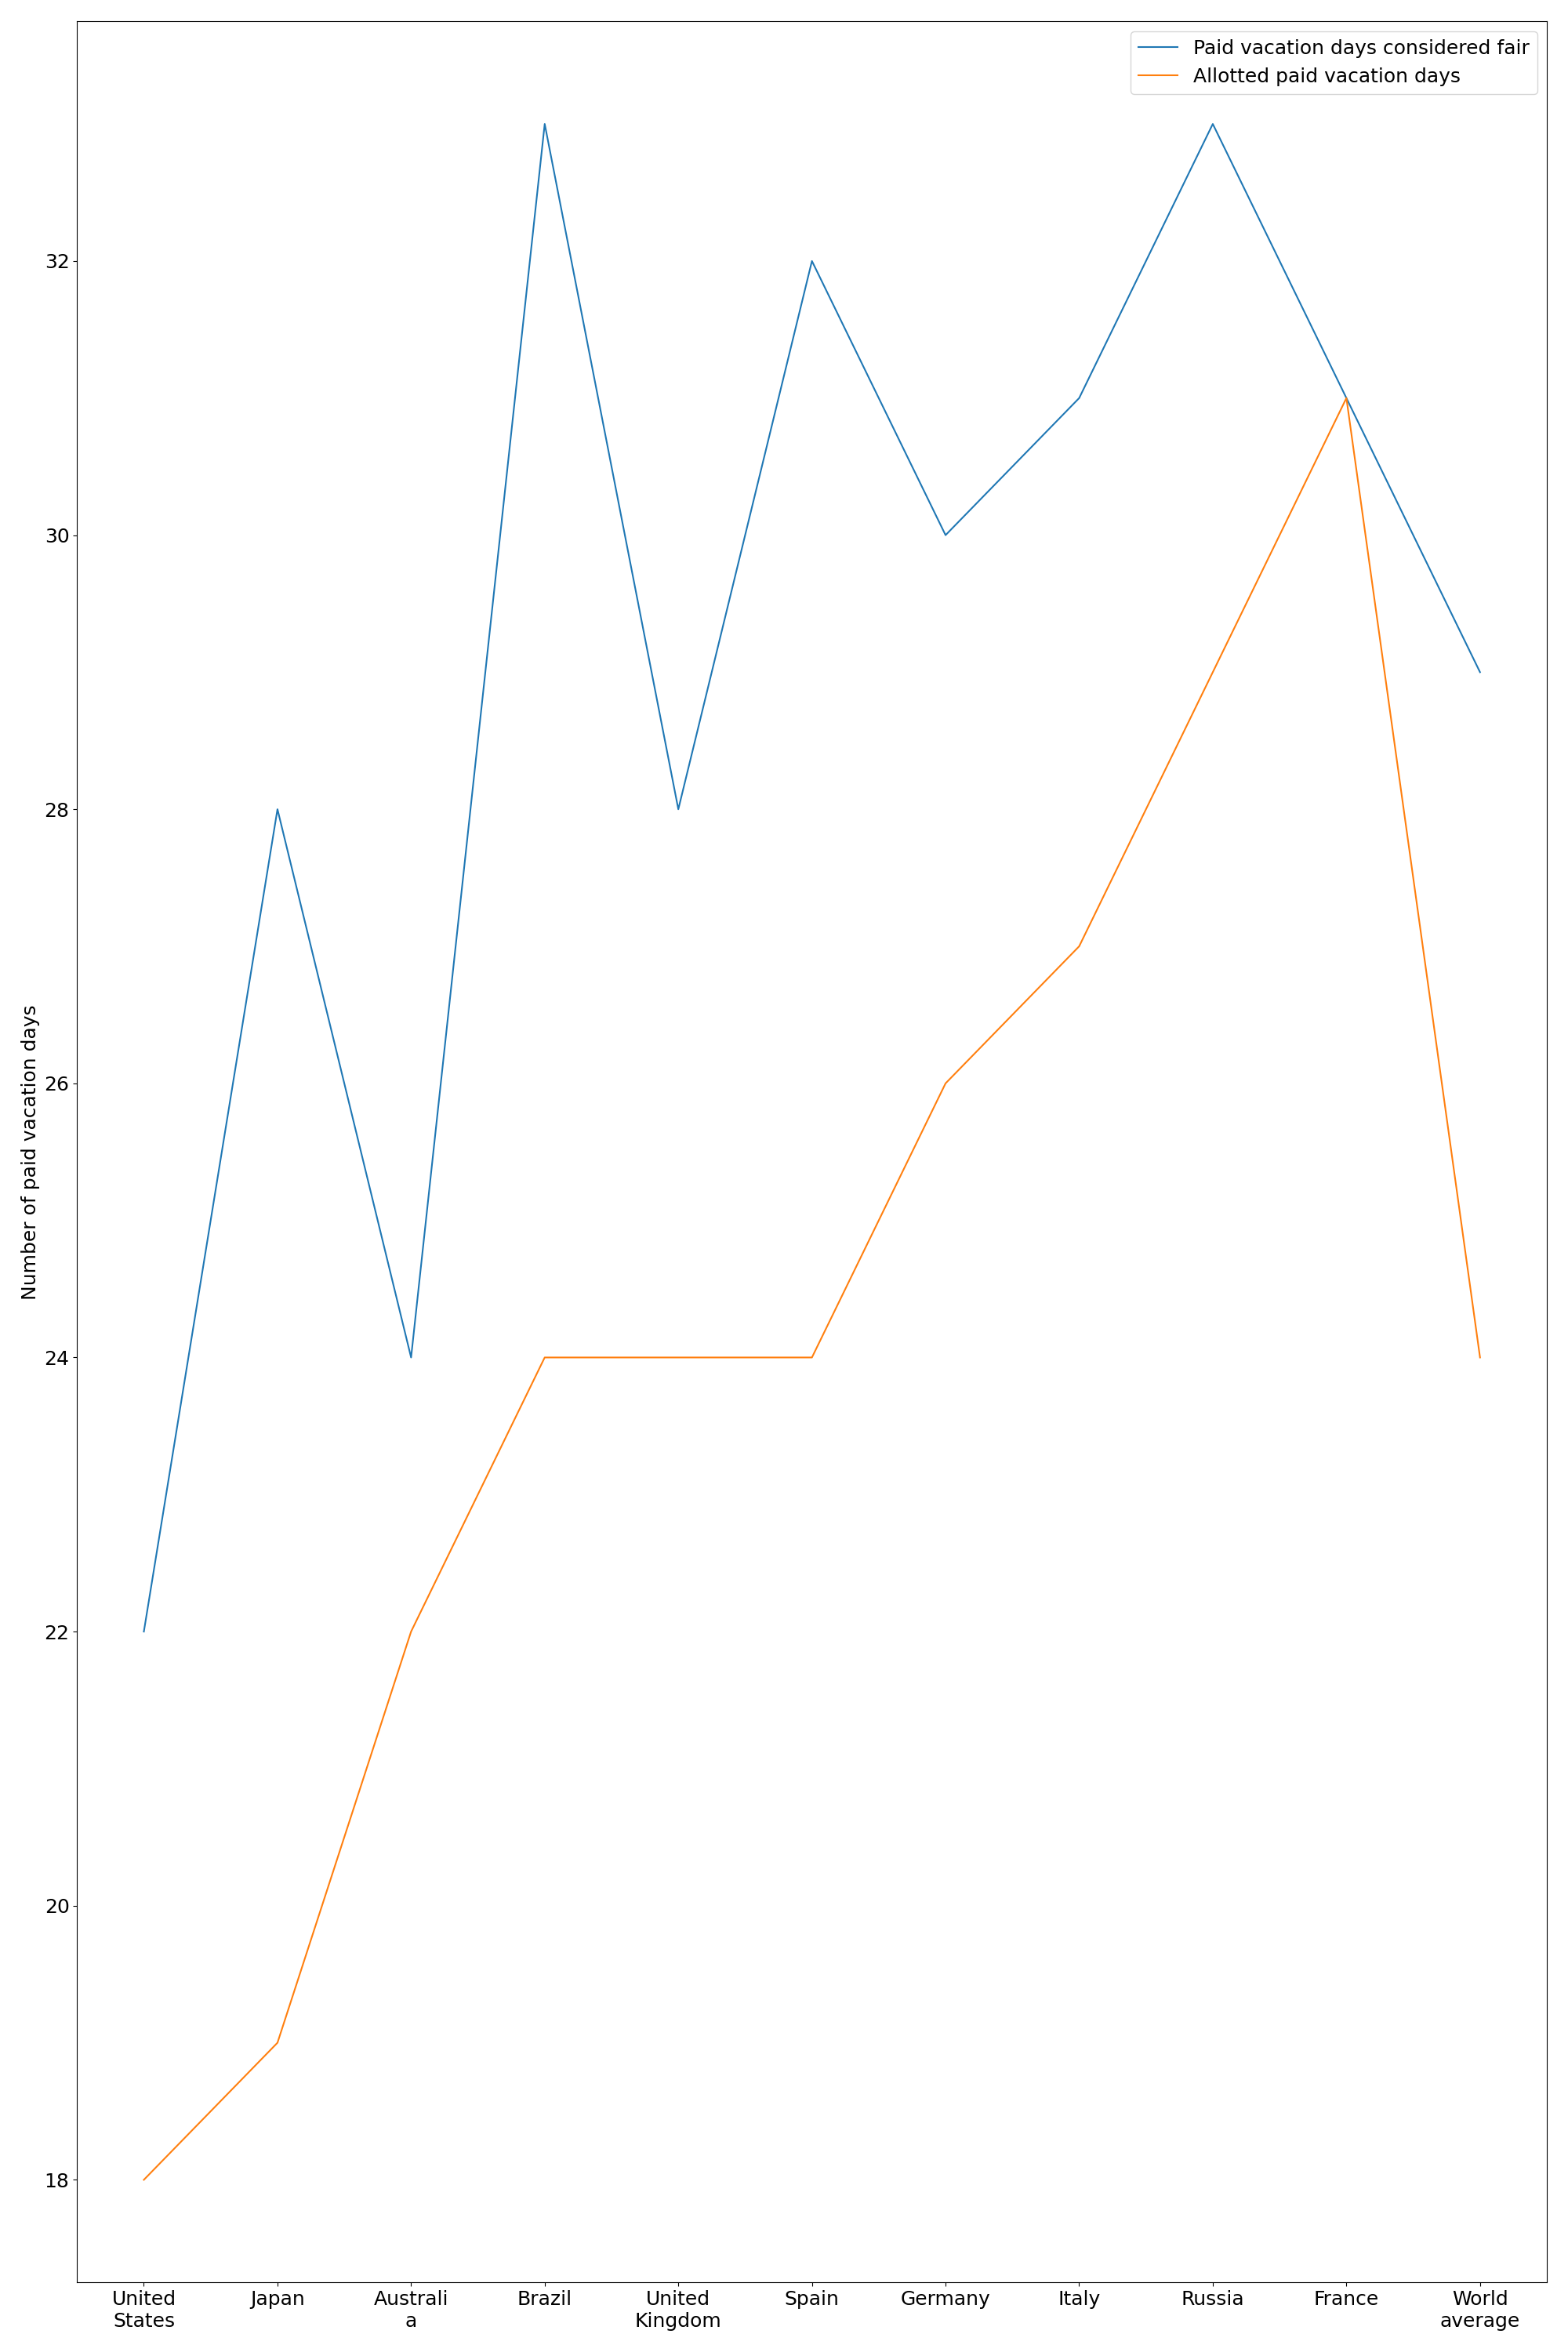 Paid vacation days considered fair
Allotted paid vacation days
32
30
28
26
24
22
20
18
Number of paid vacation days
United
States
Japan
Australi
a
Brazil
United
Kingdom
Spain
Germany
Italy
Russia
France
World
average